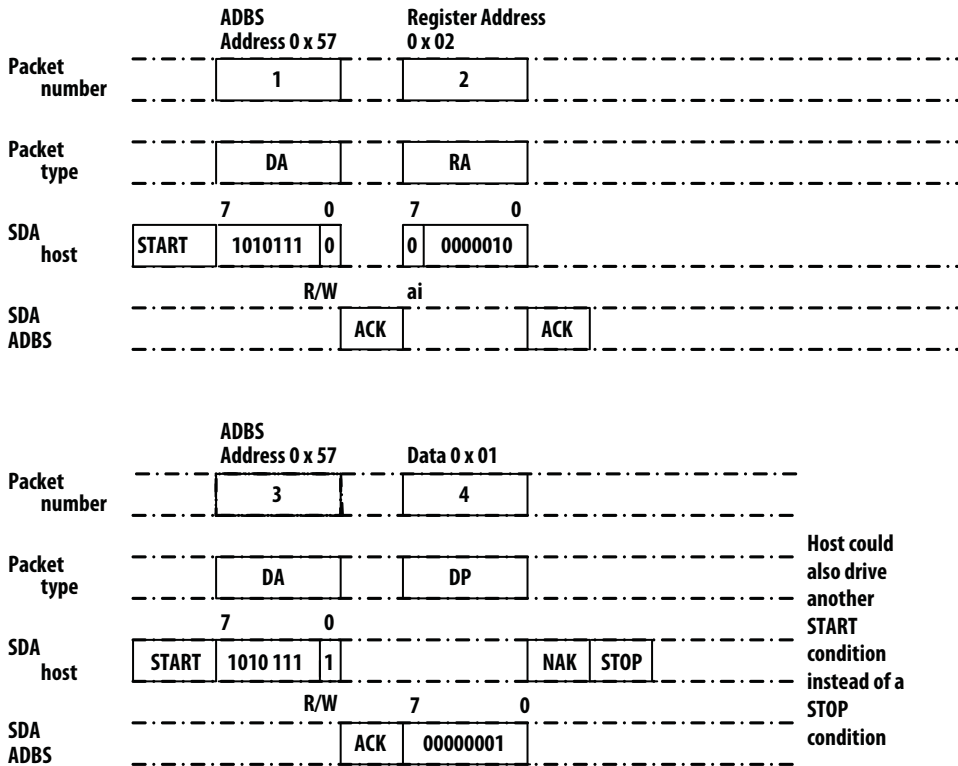 ADBS
Address 0 x 57
Register Address
0 x 02
Packet
number
1
2
Packet
type
DA
RA
7 0 7 0
SDA
host
START 1010111 0 0 0000010
R/W ai
SDA
ADBS
ACK ACK
ADBS
Address 0 x 57
Data 0 x 01
Packet
number
3
4
Packet
type
DA
DP
7 0
SDA
host
START 1010 111 1 NAK STOP
R/W 7 0
SDA
ADBS
ACK 00000001
Host could
also drive
another
START
condition
instead of a
STOP
condition